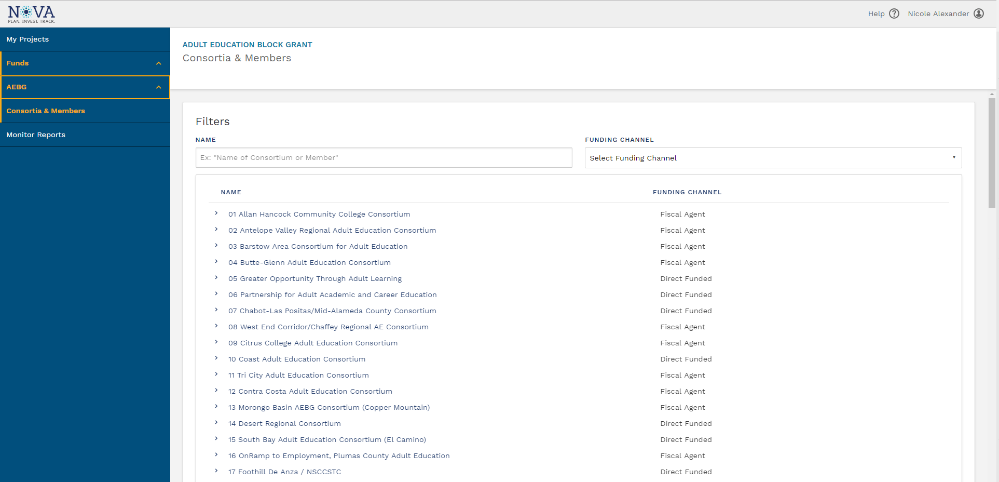 NOVA
PLAN. INVEST. TRACK.
Help ? Nicole Alexander
My Projects
Funds
AEBG
Consortia & Members
Monitor Reports
ADULT EDUCATION BLOCK GRANT
Consortia & Members
Filters
NAME FUNDING CHANNEL
Ex: "Name of Consortium or Member" Select Funding Channel
NAME FUNDING CHANNEL
01 Allan Hancock Community College Consortium Fiscal Agent
02 Antelope Valley Regional Adult Education Consortium Fiscal Agent
03 Barstow Area Consortium for Adult Education Fiscal Agent
04 Butte-Glenn Adult Education Consortium Fiscal Agent
05 Greater Opportunity Through Adult Learning Direct Funded
06 Partnership for Adult Academic and Career Education Direct Funded
07 Chabot-Las Positas/Mid-Alameda County Consortium Direct Funded
08 West End Corridor/Chaffey Regional AE Consortium Fiscal Agent
09 Citrus College Adult Education Consortium Fiscal Agent
10 Coast Adult Education Consortium Direct Funded
11 Tri City Adult Education Consortium Fiscal Agent
12 Contra Costa Adult Education Consortium Fiscal Agent
13 Morongo Basin AEBG Consortium (Copper Mountain) Fiscal Agent
14 Desert Regional Consortium Direct Funded
15 South Bay Adult Education Consortium (El Camino) Direct Funded
16 OnRamp to Employment, Plumas County Adult Education Fiscal Agent
17 Foothill De Anza / NSCCSTC Direct Funded